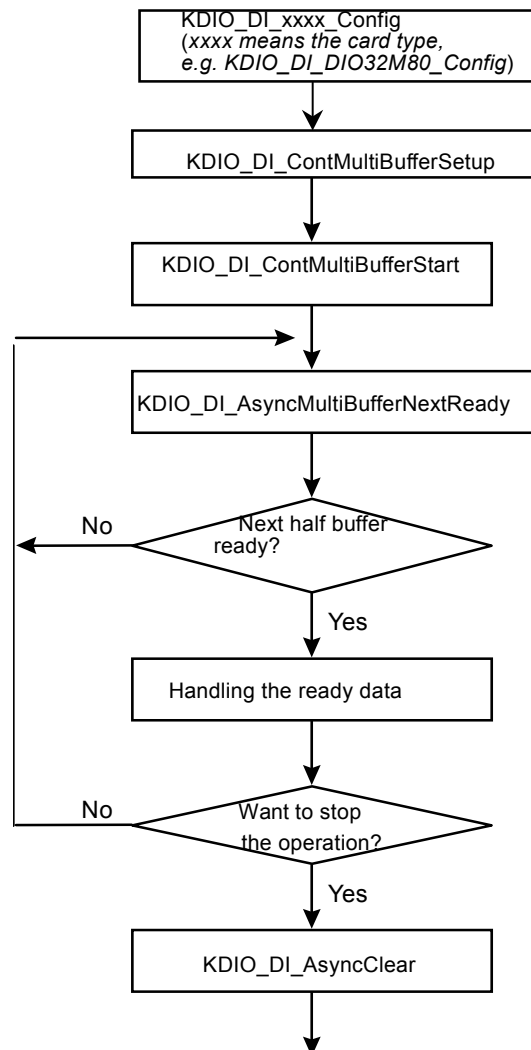 KDIO_DI_xxxx_Config
(xxxx means the card type,
e.g. KDIO_DI_DIO32M80_Config)
KDIO_DI_ContMultiBufferSetup
KDIO_DI_ContMultiBufferStart
KDIO_DI_AsyncMultiBufferNextReady
No
Next half buffer
ready?
Yes
Handling the ready data
No
Want to stop
the operation?
Yes
KDIO_DI_AsyncClear